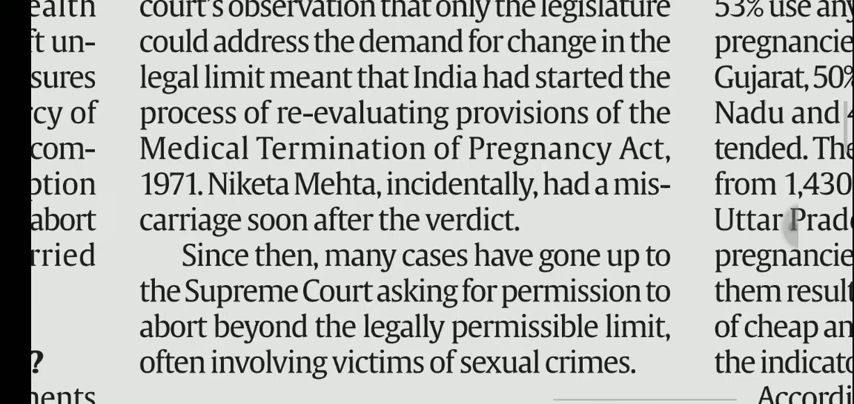 ealth
ft un-
sures
cy of
com-
ption
abort
rried
?
court's observation that only the legislature
could address the demand for change in the
legal limit meant that India had started the
process of re-evaluating provisions of the
Medical Termination of Pregnancy Act,
1971. Niketa Mehta, incidentally, had a mis-
carriage soon after the verdict.
Since then, many cases have gone up to
the Supreme Court asking for permission to
abort beyond the legally permissible limit,
often involving victims of sexual crimes.
53% use any
pregnancie
Gujarat, 50%
Nadu and
tended. The
from 1,430
Uttar Prad
pregnancie
them result
of cheap an
the indicato
Accordi